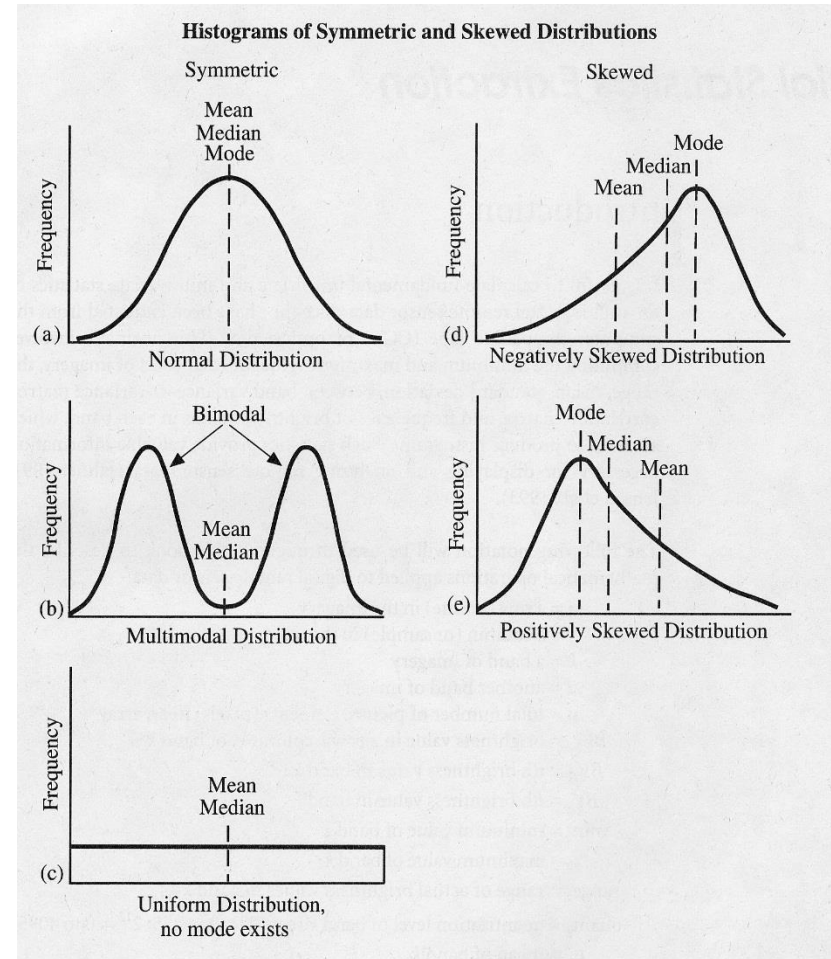 Histograms of Symmetric and Skewed Distributions
Symmetric
Mean
Median
Mode
Frequency
(a)
Normal Distribution
Bimodal
Mean
Median
Frequency
(b)
Multimodal Distribution
Mean
Median
Frequency
(c)
Uniform Distribution,
no mode exists
Skewed
Mode
Median
Mean
Frequency
(d)
Negatively Skewed Distribution
Mode
Median
Mean
Frequency
(e)
Positively Skewed Distribution